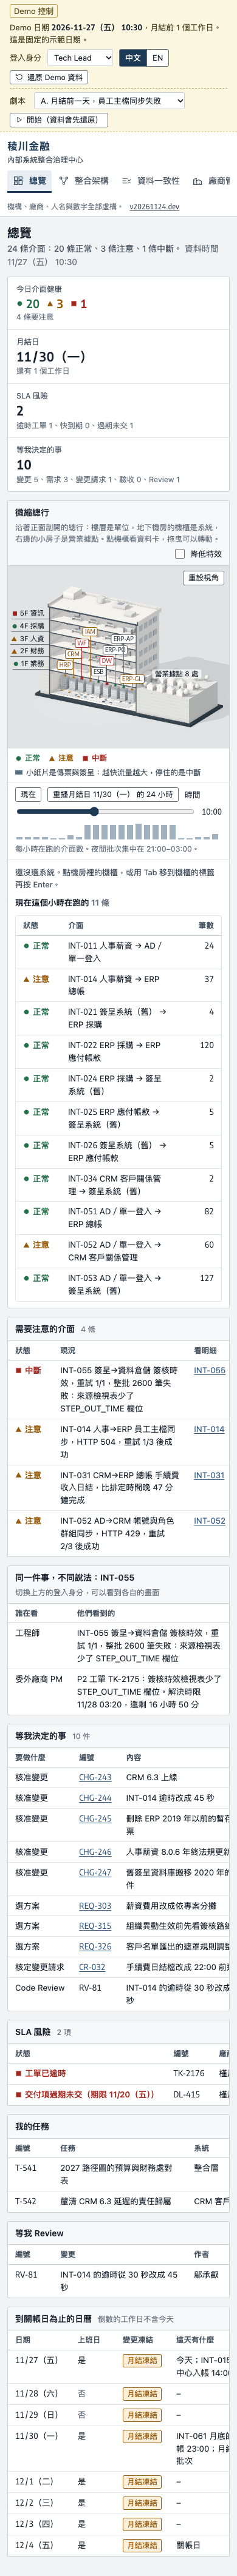 Demo 控制
Demo 日期 2026-11-27（五） 10:30，月結前 1 個工作日。
這是固定的示範日期。
登入身分 Tech Lead 中文 EN
還原 Demo 資料
劇本 A. 月結前一天，員工主檔同步失敗
開始（資料會先還原）
稜川金融
內部系統整合治理中心
總覽 整合架構 資料一致性
機構、廠商、人名與數字全部虛構。 v20261124.dev
總覽
24 條介面：20 條正常、3 條注意、1 條中斷。 資料時間
11/27（五） 10:30
今日介面健康
20 3 1
4 條要注意
月結日
11/30（一）
還有 1 個工作日
SLA 風險
2
逾時工單 1、快到期 0、過期未交 1
等我決定的事
10
變更 5、需求 3、變更請求 1、驗收 0、Review 1
微縮總行
沿著正面剖開的總行：樓層是單位，地下機房的機櫃是系統，
右邊的小房子是營業據點。點機櫃看資料卡，拖曳可以轉動。
降低特效
重設視角
5F 資訊
4F 採購
3F 人資
2F 財務
1F 業務
IAM
WF
ERP-AP
ERP-PO
CRM
DW
HRP
ESB
ERP-GL
營業據點 8 處
正常 注意 中斷
小紙片是傳票與簽呈：越快流量越大，停住的是中斷
現在 重播月結日 11/30（一） 的 24 小時 時間
10:00
每小時在跑的介面數。夜間批次集中在 21:00–03:00。
還沒選系統。點機房裡的機櫃，或用 Tab 移到機櫃的標籤
再按 Enter。
現在這個小時在跑的 11 條
狀態 介面 筆數
正常 INT-011 人事薪資 → AD /
單一登入 24
注意 INT-014 人事薪資 → ERP
總帳 37
正常 INT-021 簽呈系統（舊） →
ERP 採購 4
正常 INT-022 ERP 採購 → ERP
應付帳款 120
正常 INT-024 ERP 採購 → 簽呈
系統（舊） 2
正常 INT-025 ERP 應付帳款 →
簽呈系統（舊） 5
正常 INT-026 簽呈系統（舊） →
ERP 應付帳款 5
正常 INT-034 CRM 客戶關係管
理 → 簽呈系統（舊） 2
正常 INT-051 AD / 單一登入 →
ERP 總帳 82
注意 INT-052 AD / 單一登入 →
CRM 客戶關係管理 60
正常 INT-053 AD / 單一登入 →
簽呈系統（舊） 127
需要注意的介面 4 條
狀態 現況 看明細
中斷 INT-055 簽呈→資料倉儲 簽核時 INT-055
效，重試 1/1，整批 2600 筆失
敗：來源檢視表少了
STEP_OUT_TIME 欄位
注意 INT-014 人事→ERP 員工主檔同 INT-014
步，HTTP 504，重試 1/3 後成
功
注意 INT-031 CRM→ERP 總帳 手續費 INT-031
收入日結，比排定時間晚 47 分
鐘完成
注意 INT-052 AD→CRM 帳號與角色 INT-052
群組同步，HTTP 429，重試
2/3 後成功
同一件事，不同說法：INT-055
切換上方的登入身分，可以看到各自的畫面
誰在看 他們看到的
工程師 INT-055 簽呈→資料倉儲 簽核時效，重
試 1/1，整批 2600 筆失敗：來源檢視表
少了 STEP_OUT_TIME 欄位
委外廠商 PM P2 工單 TK-2175：簽核時效檢視表少了
STEP_OUT_TIME 欄位。解決時限
11/28 03:20，還剩 16 小時 50 分
等我決定的事 10 件
要做什麼 編號 內容
核准變更 CHG-243 CRM 6.3 上線
核准變更 CHG-244 INT-014 逾時改成 45 秒
核准變更 CHG-245 刪除 ERP 2019 年以前的暫存
票
核准變更 CHG-246 人事薪資 8.0.6 年終法規更新
核准變更 CHG-247 舊簽呈資料庫搬移 2020 年的
件
選方案 REQ-303 薪資費用改成依專案分攤
選方案 REQ-315 組織異動生效前先看簽核路線
選方案 REQ-326 客戶名單匯出的遮罩規則調整
核定變更請求 CR-032 手續費日結檔改成 22:00 前
Code Review RV-81 INT-014 的逾時從 30 秒改成
秒
SLA 風險 2 項
狀態 編號
工單已逾時 TK-2176
交付項過期未交（期限 11/20（五）） DL-415
我的任務
編號 任務 系統
T-541 2027 路徑圖的預算與財務處對 整合層
表
T-542 釐清 CRM 6.3 延遲的責任歸屬 CRM 客戶
等我 Review
編號 變更 作者
RV-81 INT-014 的逾時從 30 秒改成 45 鄔承叡
秒
到關帳日為止的日曆 倒數的工作日不含今天
日期 上班日 變更凍結 這天有什麼
11/27（五） 是 月結凍結 今天；INT-015
中心入帳 14:00
11/28（六） 否 月結凍結 –
11/29（日） 否 月結凍結 –
11/30（一） 是 月結凍結 INT-061 月底的
帳 23:00；月結
批次
12/1（二） 是 月結凍結 –
12/2（三） 是 月結凍結 –
12/3（四） 是 月結凍結 –
12/4（五） 是 月結凍結 關帳日